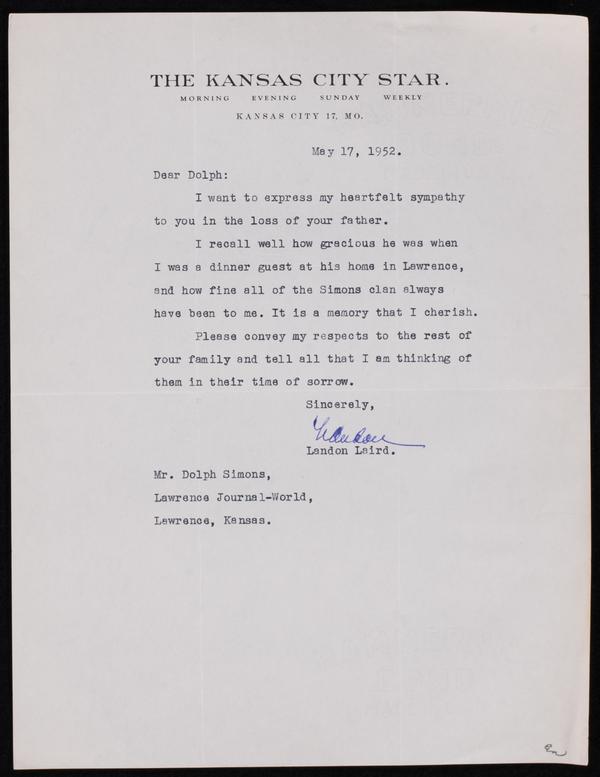 THE KANSAS CITY STAR.
MORNING EVENING SUNDAY WEEKLY
KANSAS CITY 17, MO.
May 17, 1952.
Dear Dolph:
I want to express my heartfelt sympathy
to you in the loss of your father.
I recall well how gracious he was when
I was a dinner guest at his home in Lawrence,
and how fine all of the Simons clan always
have been to me. It is a memory that I cherish.
Please convey my respects to the rest of
your family and tell all that I am thinking of
them in their time of sorrow.
Sincerely,
Landon
Landon Laird.
Mr. Dolph Simons,
Lawrence Journal-World,
Lawrence, Kansas.